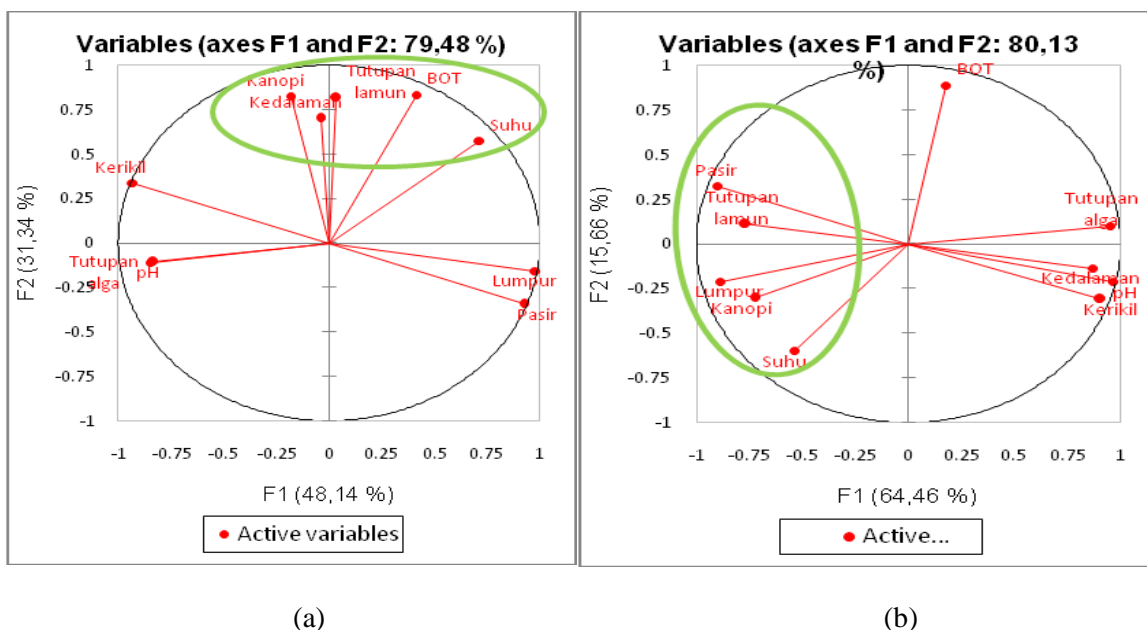 Variables (axes F1 and F2: 79,48 %)
1
0.75
0.5
0.25
0
-0.25
-0.5
-0.75
-1
F2 (31,34 %)
Kanopi
Kedalaman
Tutupan
lamun
BOT
Suhu
Kerikil
Tutupan
alga
pH
Lumpur
Pasir
-1 -0.75 -0.5 -0.25 0 0.25 0.5 0.75 1
F1 (48,14 %)
Active variables
(a)
Variables (axes F1 and F2: 80,13
%)
1
0.75
0.5
0.25
0
-0.25
-0.5
-0.75
-1
F2 (15,66 %)
BOT
Pasir
Tutupan
lamun
Lumpur
Kanopi
Suhu
Tutupan
alga
Kedalaman
pH
Kerikil
-1 -0.75 -0.5 -0.25 0 0.25 0.5 0.75 1
F1 (64,46 %)
Active...
(b)